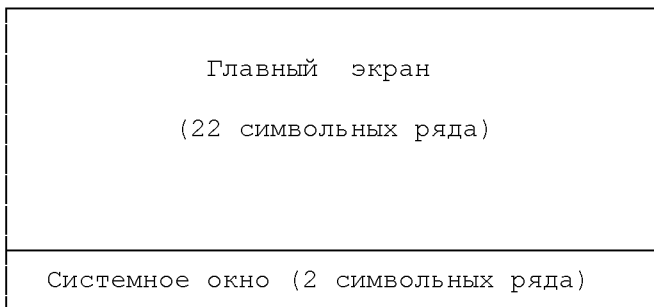 Главный экран
(22 символьных ряда)
Системное окно (2 символьных ряда)